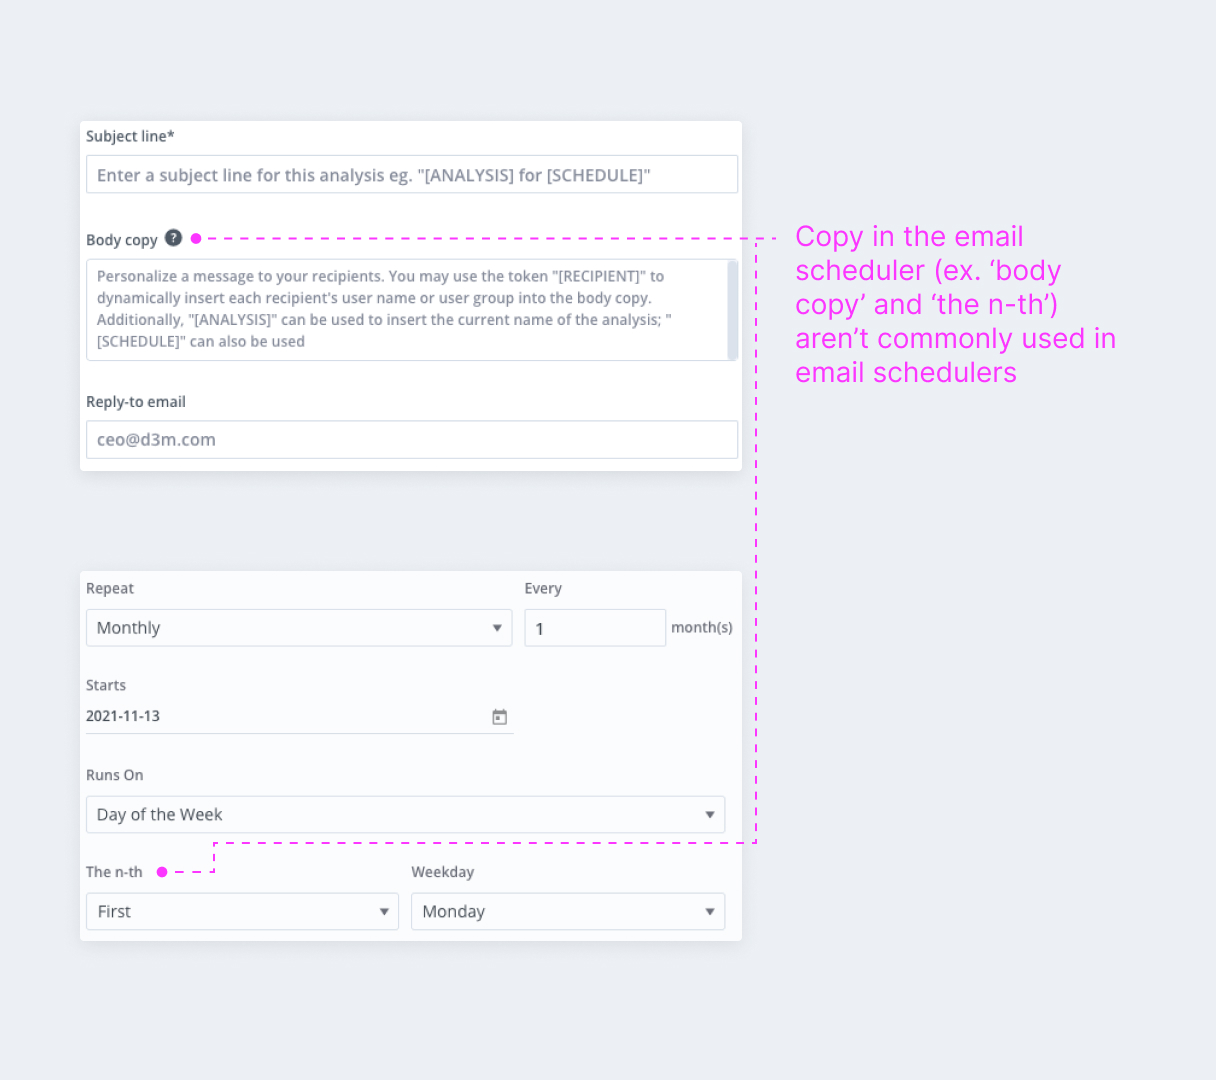 Subject line*
Enter a subject line for this analysis eg. "[ANALYSIS] for [SCHEDULE]"
Body copy ?
Personalize a message to your recipients. You may use the token "[RECIPIENT]" to
dynamically insert each recipient's user name or user group into the body copy.
Additionally, "[ANALYSIS]" can be used to insert the current name of the analysis; "
[SCHEDULE]" can also be used
Reply-to email
ceo@d3m.com
Copy in the email
scheduler (ex. ‘body
copy’ and ‘the n-th’)
aren’t commonly used in
email schedulers
Repeat
Every
Monthly
1
month(s)
Starts
2021-11-13
Runs On
Day of the Week
The n-th
Weekday
First
Monday